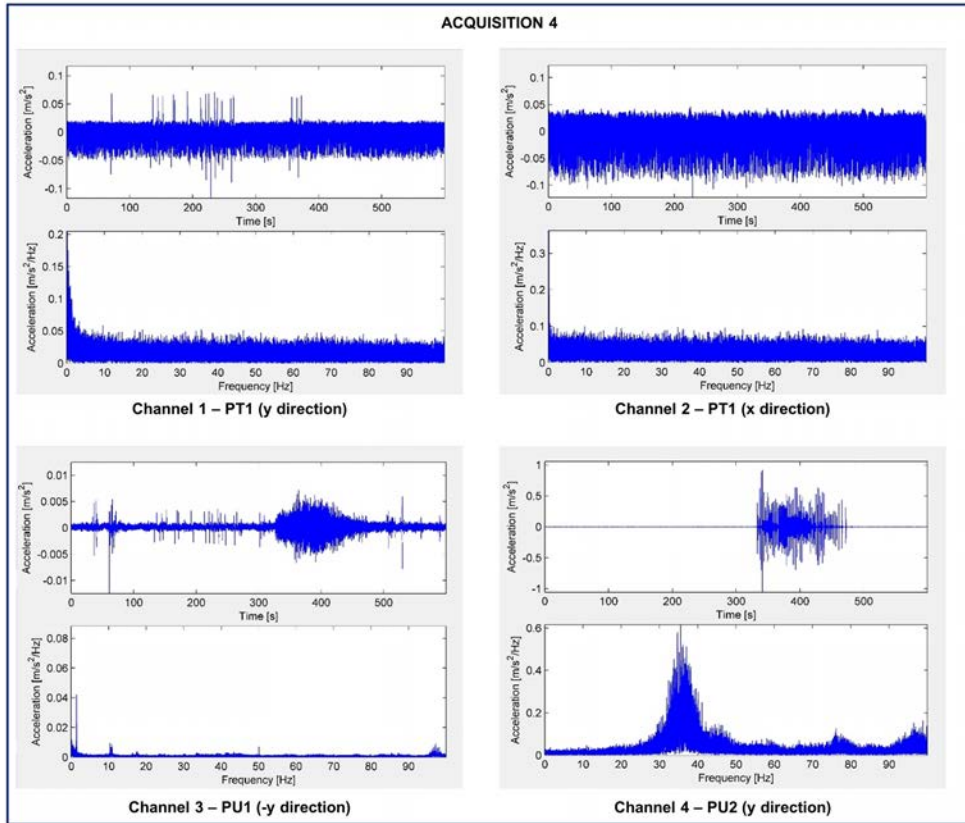 ACQUISITION 4
Acceleration [m/s²]
0.1
0.05
0
-0.05
-0.1
0 100 200 300 400 500
Time [s]
Acceleration [m/s²/Hz]
0.2
0.15
0.1
0.05
0
0 10 20 30 40 50 60 70 80 90
Frequency [Hz]
Channel 1 – PT1 (y direction)
Acceleration [m/s²]
0.1
0.05
0
-0.05
-0.1
0 100 200 300 400 500
Time [s]
Acceleration [m/s²/Hz]
0.3
0.2
0.1
0
0 10 20 30 40 50 60 70 80 90
Frequency [Hz]
Channel 2 – PT1 (x direction)
Acceleration [m/s²]
0.01
0.005
0
-0.005
-0.01
0 100 200 300 400 500
Time [s]
Acceleration [m/s²/Hz]
0.08
0.06
0.04
0.02
0
0 10 20 30 40 50 60 70 80 90
Frequency [Hz]
Channel 3 – PU1 (-y direction)
Acceleration [m/s²]
1
0.5
0
-0.5
-1
0 100 200 300 400 500
Time [s]
Acceleration [m/s²/Hz]
0.6
0.4
0.2
0
0 10 20 30 40 50 60 70 80 90
Frequency [Hz]
Channel 4 – PU2 (y direction)